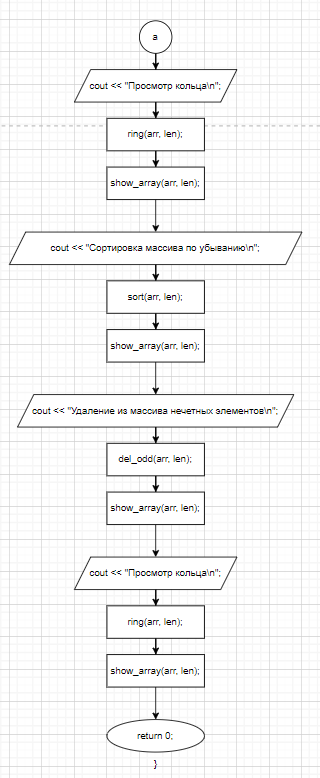 a
cout << "Просмотр кольца\n";
ring(arr, len);
show_array(arr, len);
cout << "Сортировка массива по убыванию\n";
sort(arr, len);
show_array(arr, len);
cout << "Удаление из массива нечетных элементов\n";
del_odd(arr, len);
show_array(arr, len);
cout << "Просмотр кольца\n";
ring(arr, len);
show_array(arr, len);
return 0;
}